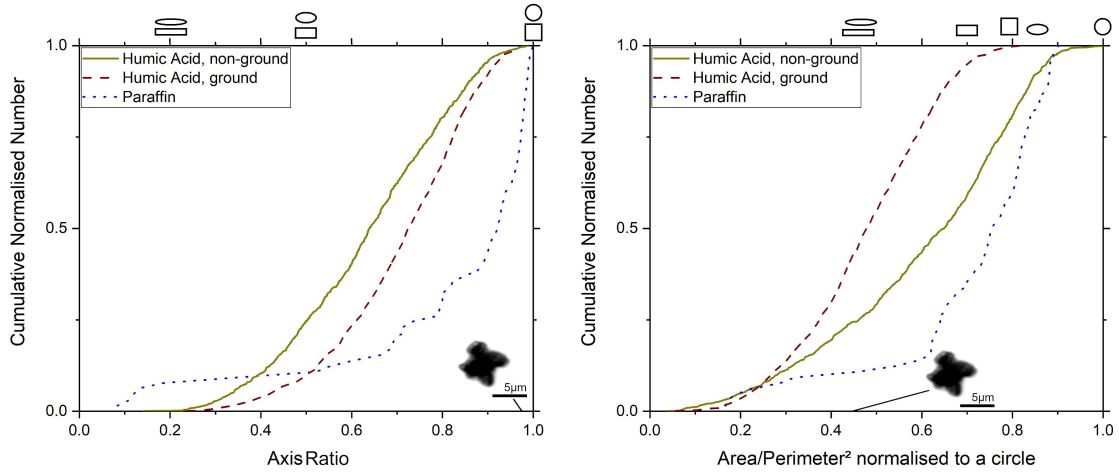 Humic Acid, non-ground
Humic Acid, ground
Paraffin
1.0
0.5
0.0
0.0
0.2
0.4
0.6
0.8
1.0
5µm
Cumulative Normalised Number
Axis Ratio
Humic Acid, non-ground
Humic Acid, ground
Paraffin
1.0
0.5
0.0
0.0
0.2
0.4
0.6
0.8
1.0
5µm
Cumulative Normalised Number
Area/Perimeter² normalised to a circle